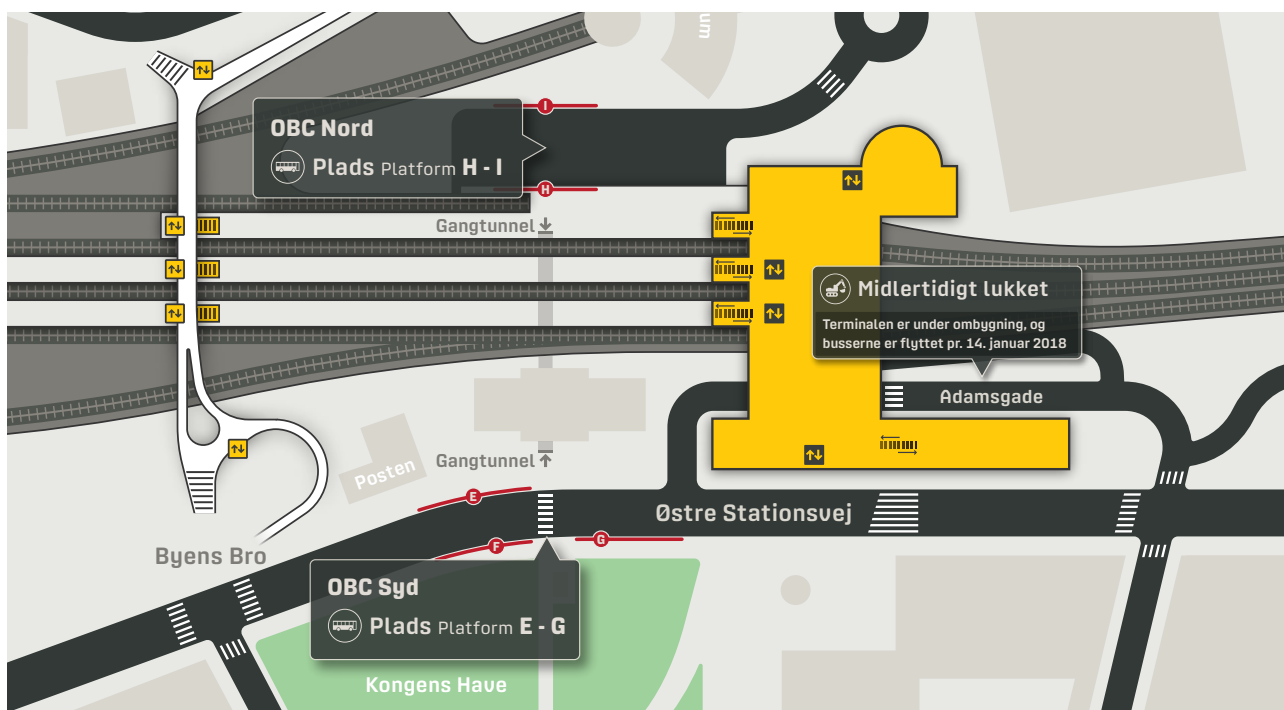 um
I
OBC Nord
Plads Platform H - I
H
Gangtunnel
Midlertidigt lukket
Terminalen er under ombygning, og
busserne er flyttet pr. 14. januar 2018
Adamsgade
Gangtunnel
Posten
E
Østre Stationsvej
F
G
Byens Bro
OBC Syd
Plads Platform E - G
Kongens Have